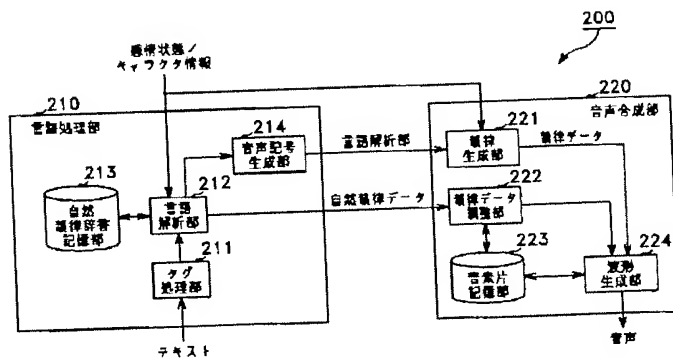 200
感情状態／
キャラクタ情報
210
言語処理部
220
音声合成部
214
音声記号
生成部
言語解析部
221
韻律
生成部
韻律データ
213
自然
韻律辞書
記憶部
212
言語
解析部
自然韻律データ
222
韻律データ
調整部
211
タグ
処理部
223
音素片
記憶部
224
波形
生成部
テキスト
音声